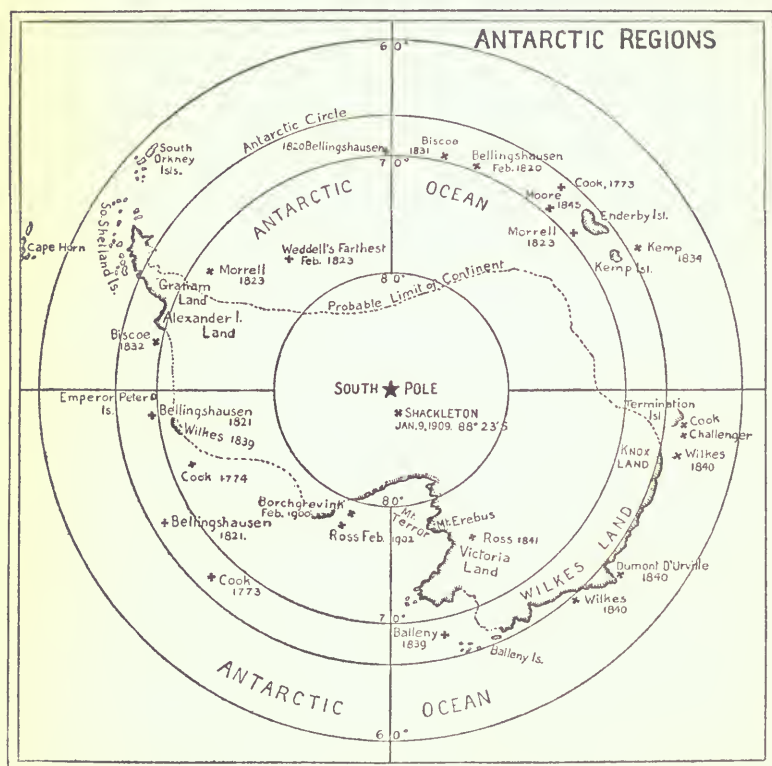 ANTARCTIC REGIONS
60°
Antarctic Circle
1820 Bellingshausen
Biscoe
1831
70°
Bellingshausen
Feb. 1820
South
Orkney
Isls.
Cook, 1773
Moore
1845
Enderby Isl.
ANTARCTIC OCEAN
So. Shetland Is.
Cape Horn
Weddell's Farthest
Feb. 1823
Morrell
1823
Kemp
1834
Kemp Isl.
Morrell
1823
80°
Graham
Land
Probable Limit of Continent
Alexander I.
Land
Biscoe
1832
SOUTH POLE
Emperor Peter
Is.
SHACKLETON
JAN. 9, 1909. 88° 23'S
Termination
Isl
Bellingshausen
1821
Wilkes 1839
Cook
Challenger
KNOX
LAND
Wilkes
1840
Cook 1774
80°
Borchgrevink
Feb. 1900
Mt.
Terror
Mt. Erebus
Bellingshausen
1821.
Ross Feb. 1902
Ross 1841
Victoria
Land
WILKES LAND
Dumont D'Urville
1840
Cook
1773
Wilkes
1840
70°
Balleny
1839
Balleny Is.
ANTARCTIC OCEAN
60°